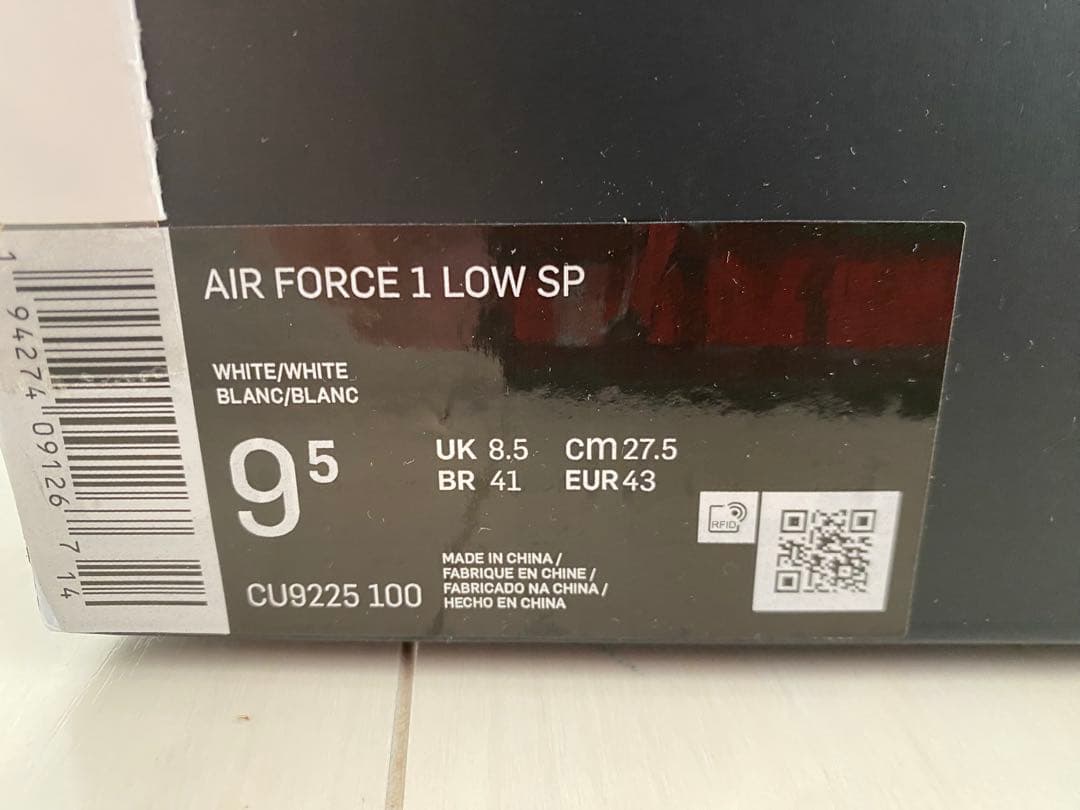 AIR FORCE 1 LOW SP
WHITE/WHITE
BLANC/BLANC
9⁵
UK 8.5 cm 27.5
BR 41 EUR 43
RFID
MADE IN CHINA /
FABRIQUE EN CHINE /
FABRICADO NA CHINA /
HECHO EN CHINA
CU9225 100
1 94274 09126 7 14